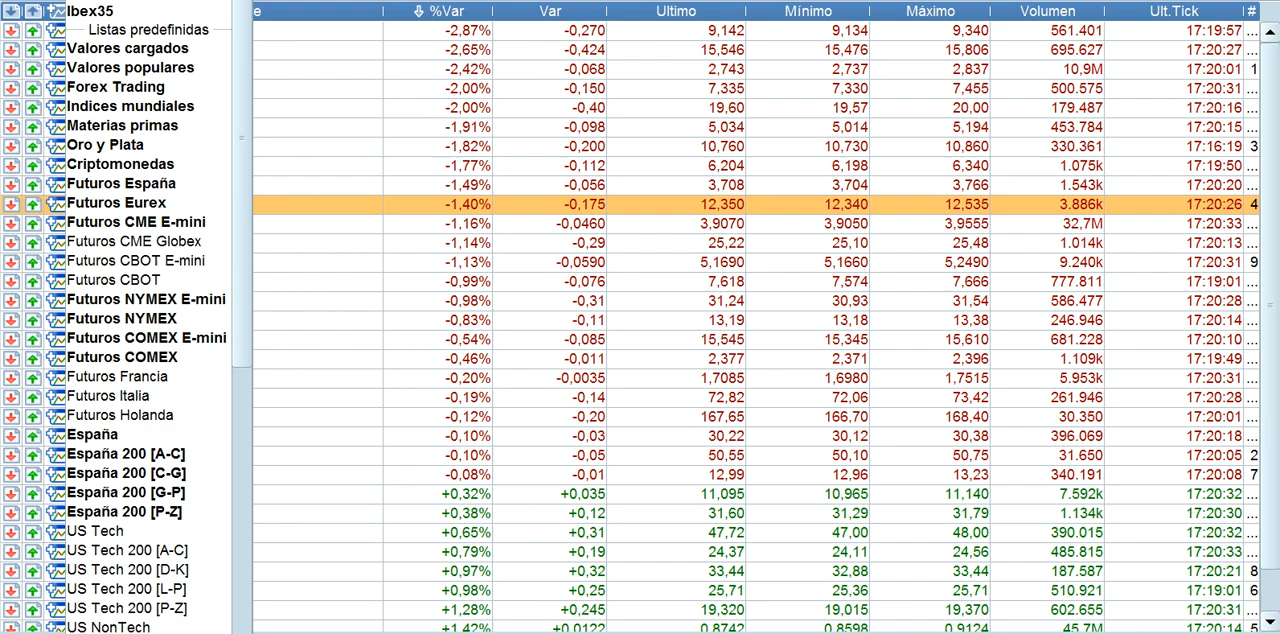 Ibex35 e %Var Var Ultimo Mínimo Máximo Volumen Ult.Tick #
Listas predefinidas -2,87% -0,270 9,142 9,134 9,340 561.401 17:19:57 ...
Valores cargados -2,65% -0,424 15,546 15,476 15,806 695.627 17:20:27 ...
Valores populares -2,42% -0,068 2,743 2,737 2,837 10,9M 17:20:01 1
Forex Trading -2,00% -0,150 7,335 7,330 7,455 500.575 17:20:31 ...
Indices mundiales -2,00% -0,40 19,60 19,57 20,00 179.487 17:20:16 ...
Materias primas -1,91% -0,098 5,034 5,014 5,194 453.784 17:20:15 ...
Oro y Plata -1,82% -0,200 10,760 10,730 10,860 330.361 17:16:19 3
Criptomonedas -1,77% -0,112 6,204 6,198 6,340 1.075k 17:19:50 ...
Futuros España -1,49% -0,056 3,708 3,704 3,766 1.543k 17:20:20 ...
Futuros Eurex -1,40% -0,175 12,350 12,340 12,535 3.886k 17:20:26 4
Futuros CME E-mini -1,16% -0,0460 3,9070 3,9050 3,9555 32,7M 17:20:33 ...
Futuros CME Globex -1,14% -0,29 25,22 25,10 25,48 1.014k 17:20:13 ...
Futuros CBOT E-mini -1,13% -0,0590 5,1690 5,1660 5,2490 9.240k 17:20:31 9
Futuros CBOT -0,99% -0,076 7,618 7,574 7,666 777.811 17:19:01 ...
Futuros NYMEX E-mini -0,98% -0,31 31,24 30,93 31,54 586.477 17:20:28 ...
Futuros NYMEX -0,83% -0,11 13,19 13,18 13,38 246.946 17:20:14 ...
Futuros COMEX E-mini -0,54% -0,085 15,545 15,345 15,610 681.228 17:20:10 ...
Futuros COMEX -0,46% -0,011 2,377 2,371 2,396 1.109k 17:19:49 ...
Futuros Francia -0,20% -0,0035 1,7085 1,6980 1,7515 5.953k 17:20:31 ...
Futuros Italia -0,19% -0,14 72,82 72,06 73,42 261.946 17:20:28 ...
Futuros Holanda -0,12% -0,20 167,65 166,70 168,40 30.350 17:20:01 ...
España -0,10% -0,03 30,22 30,12 30,38 396.069 17:20:18 ...
España 200 [A-C] -0,10% -0,05 50,55 50,10 50,75 31.650 17:20:05 2
España 200 [C-G] -0,08% -0,01 12,99 12,96 13,23 340.191 17:20:08 7
España 200 [G-P] +0,32% +0,035 11,095 10,965 11,140 7.592k 17:20:32 ...
España 200 [P-Z] +0,38% +0,12 31,60 31,29 31,79 1.134k 17:20:30 ...
US Tech +0,65% +0,31 47,72 47,00 48,00 390.015 17:20:32 ...
US Tech 200 [A-C] +0,79% +0,19 24,37 24,11 24,56 485.815 17:20:33 ...
US Tech 200 [D-K] +0,97% +0,32 33,44 32,88 33,44 187.587 17:20:21 8
US Tech 200 [L-P] +0,98% +0,25 25,71 25,36 25,71 510.921 17:19:01 6
US Tech 200 [P-Z] +1,28% +0,245 19,320 19,015 19,370 602.655 17:20:31 ...
US NonTech +1,42% +0,0122 0,8742 0,8598 0,9124 45,7M 17:20:14 5